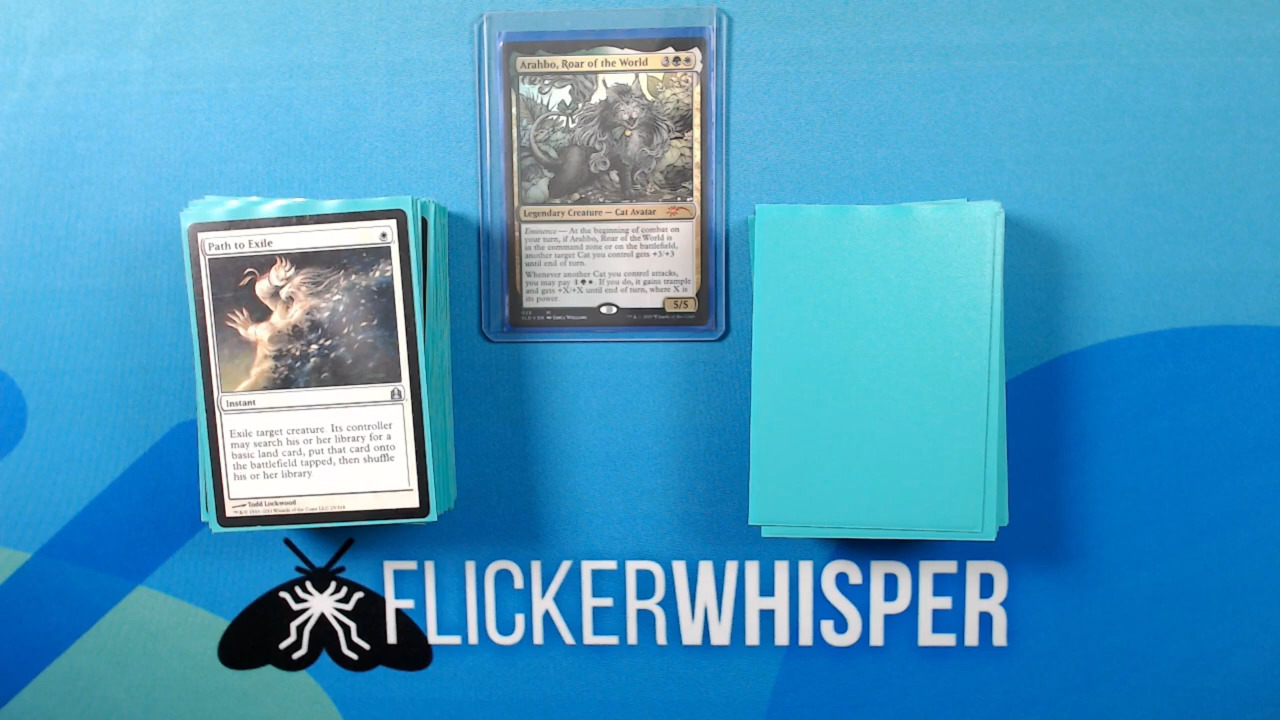 Arahbo, Roar of the World 3
Legendary Creature — Cat Avatar
Eminence — At the beginning of combat on
your turn, if Arahbo, Roar of the World is
in the command zone or on the battlefield,
another target Cat you control gets +3/+3
until end of turn.
Whenever another Cat you control attacks,
you may pay 1. If you do, it gains trample
and gets +X/+X until end of turn, where X is
its power.
5/5
Path to Exile
Instant
Exile target creature. Its controller
may search his or her library for a
basic land card, put that card onto
the battlefield tapped, then shuffle
his or her library.
Todd Lockwood
FLICKERWHISPER